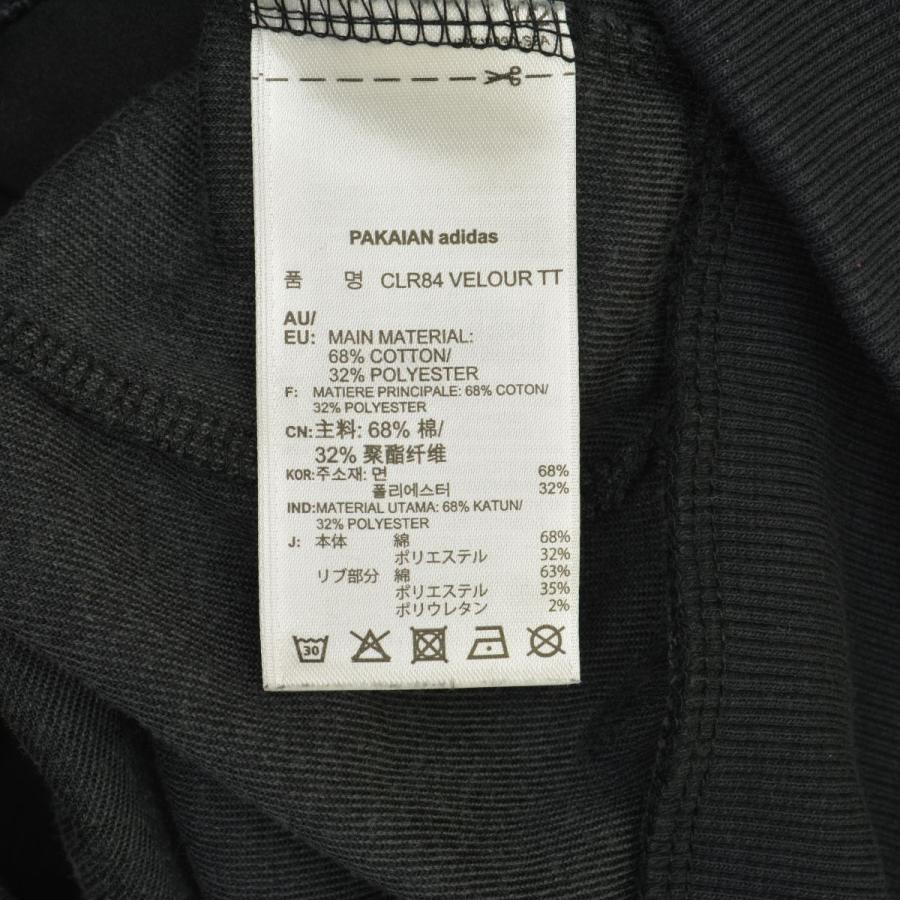 PAKAIAN adidas
품 명 CLR84 VELOUR TT
AU/
EU: MAIN MATERIAL:
68% COTTON/
32% POLYESTER
F: MATIERE PRINCIPALE: 68% COTON/
32% POLYESTER
CN:主料: 68% 棉/
32% 聚酯纤维
KOR:주소재: 면 68%
폴리에스터 32%
IND:MATERIAL UTAMA: 68% KATUN/
32% POLYESTER
J: 本体 綿 68%
ポリエステル 32%
リブ部分 綿 63%
ポリエステル 35%
ポリウレタン 2%
30